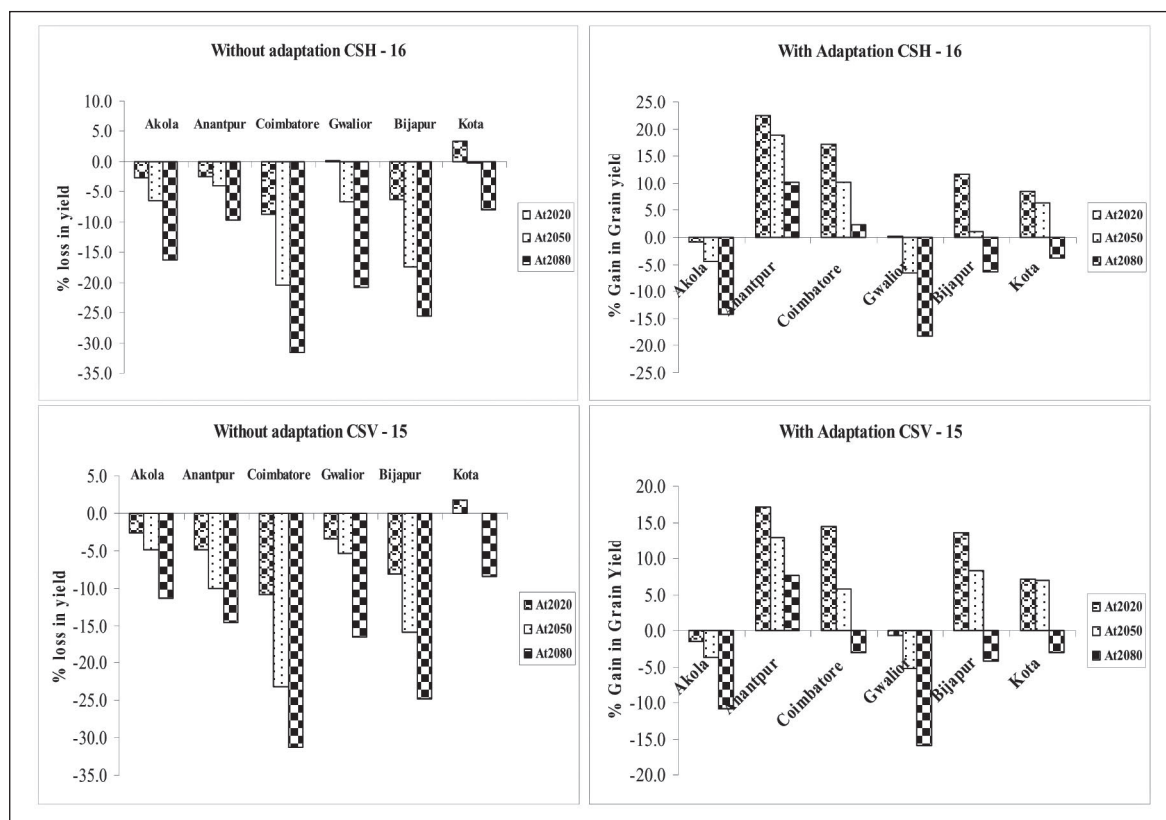 Without adaptation CSH - 16
10.0
5.0
0.0
-5.0
-10.0
-15.0
-20.0
-25.0
-30.0
-35.0
% loss in yield
Akola Anantpur Coimbatore Gwalior Bijapur Kota
At2020
At2050
At2080
With Adaptation CSH - 16
25.0
20.0
15.0
10.0
5.0
0.0
-5.0
-10.0
-15.0
-20.0
-25.0
% Gain in Grain yield
Akola Anantpur Coimbatore Gwalior Bijapur Kota
At2020
At2050
At2080
Without adaptation CSV - 15
5.0
0.0
-5.0
-10.0
-15.0
-20.0
-25.0
-30.0
-35.0
% loss in yield
Akola Anantpur Coimbatore Gwalior Bijapur Kota
At2020
At2050
At2080
With Adaptation CSV - 15
20.0
15.0
10.0
5.0
0.0
-5.0
-10.0
-15.0
-20.0
% Gain in Grain Yield
Akola Anantpur Coimbatore Gwalior Bijapur Kota
At2020
At2050
At2080